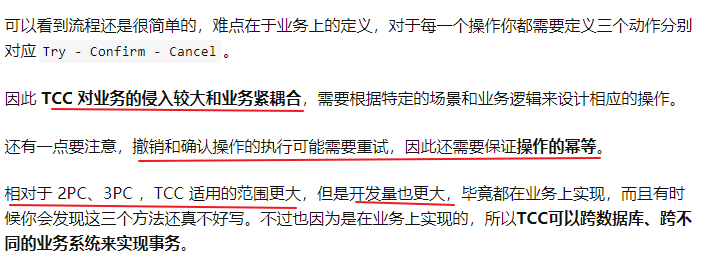 可以看到流程还是很简单的，难点在于业务上的定义，对于每一个操作你都需要定义三个动作分别
对应 Try - Confirm - Cancel 。
因此 TCC 对业务的侵入较大和业务紧耦合，需要根据特定的场景和业务逻辑来设计相应的操作。
还有一点要注意，撤销和确认操作的执行可能需要重试，因此还需要保证操作的幂等。
相对于 2PC、3PC ，TCC 适用的范围更大，但是开发量也更大，毕竟都在业务上实现，而且有时
候你会发现这三个方法还真不好写。不过也因为是在业务上实现的，所以TCC可以跨数据库、跨不
同的业务系统来实现事务。